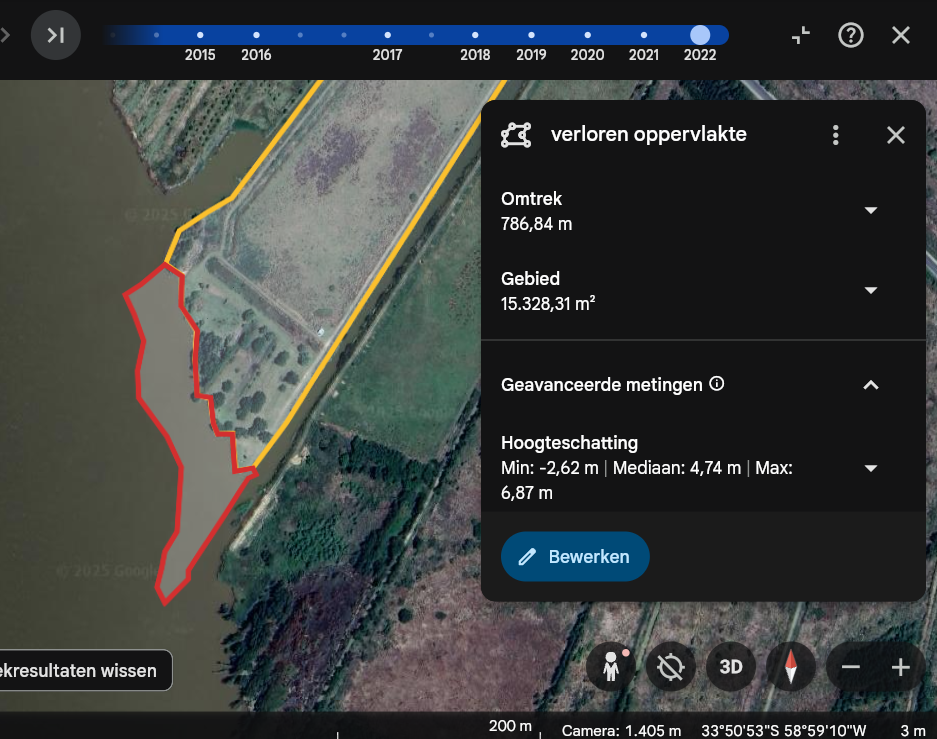 2015 2016 2017 2018 2019 2020 2021 2022
verloren oppervlakte
Omtrek
786,84 m
Gebied
15.328,31 m²
Geavanceerde metingen
Hoogteschatting
Min: -2,62 m | Mediaan: 4,74 m | Max:
6,87 m
Bewerken
© 2025 Google
© 2025 Google
ekresultaten wissen
3D
200 m
Camera: 1.405 m 33°50'53"S 58°59'10"W 3 m